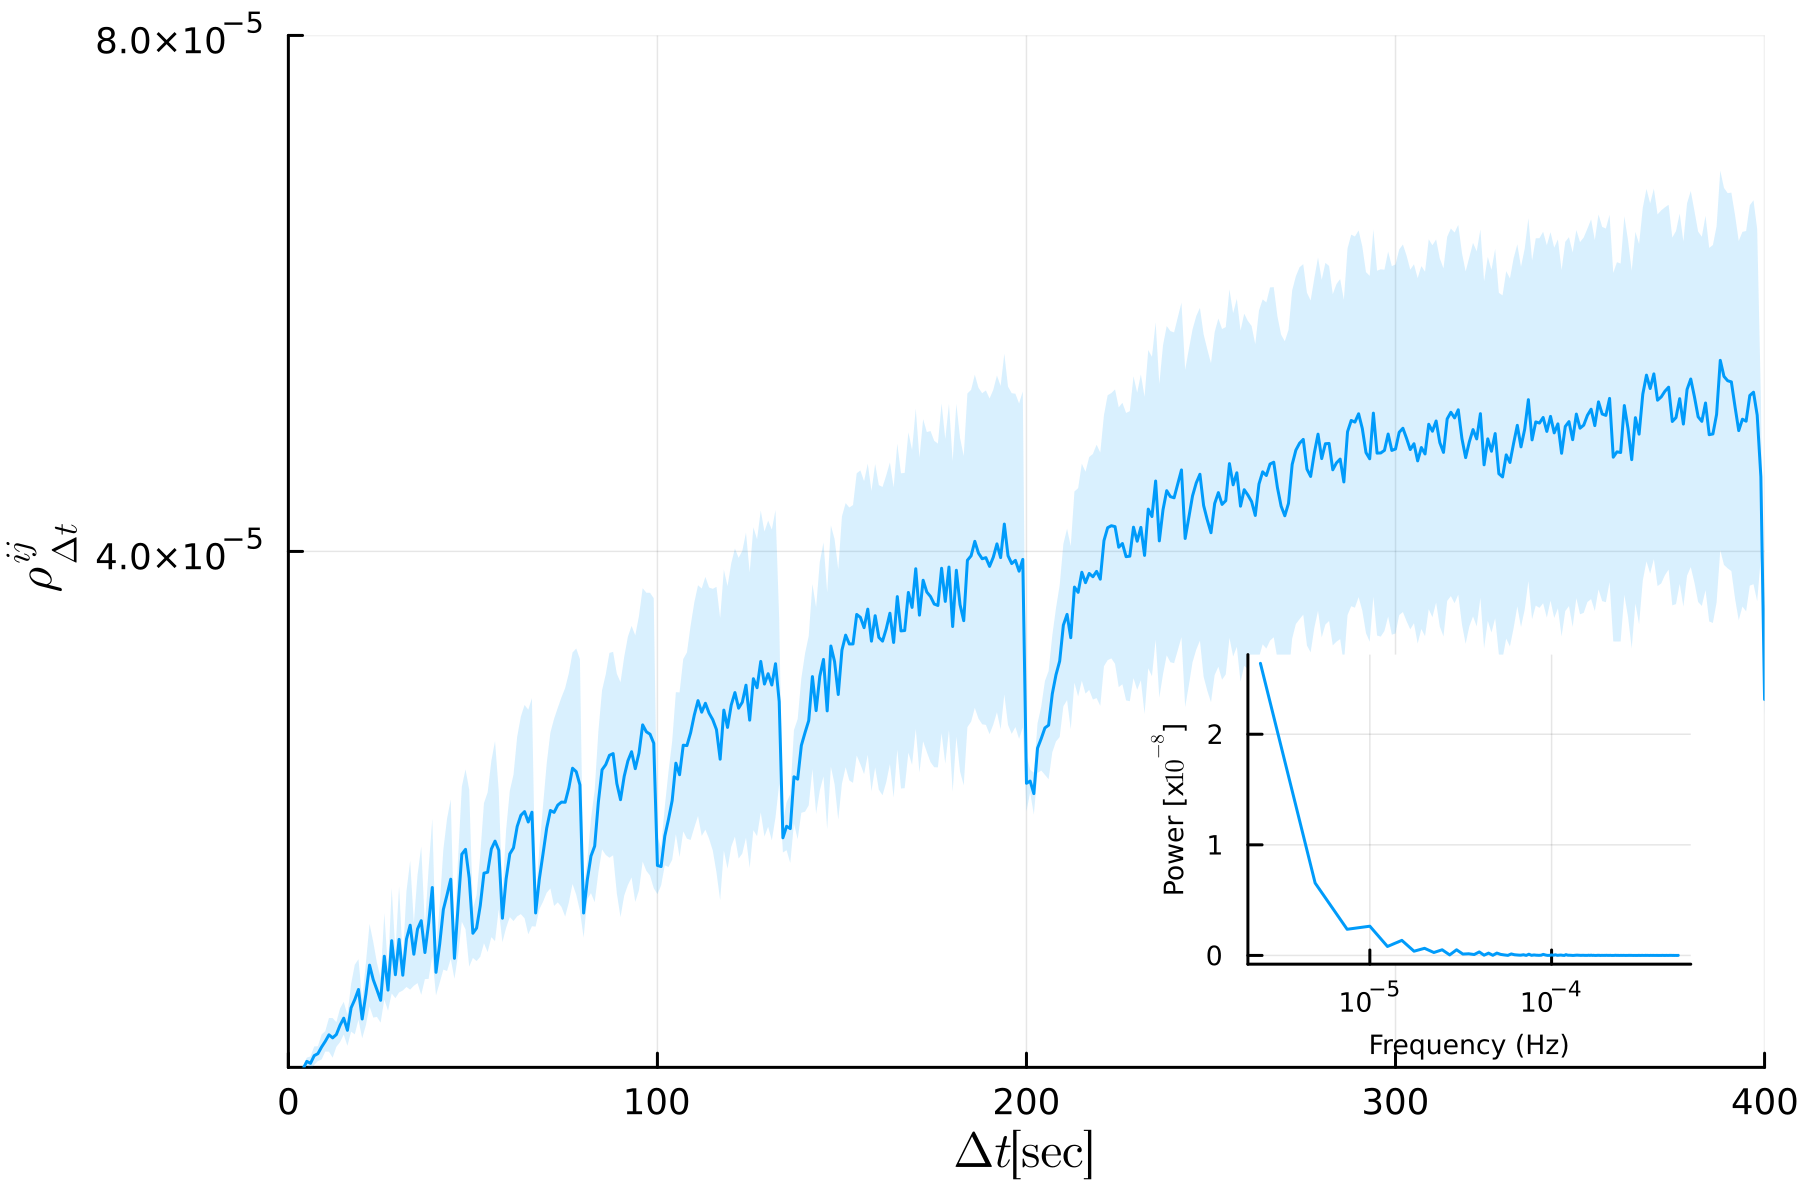 8.0×10⁻⁵
4.0×10⁻⁵
ρ^{ij}_{Δt}
0 100 200 300 400
Δt[sec]
Power [x10⁻⁸]
2
1
0
10⁻⁵ 10⁻⁴
Frequency (Hz)